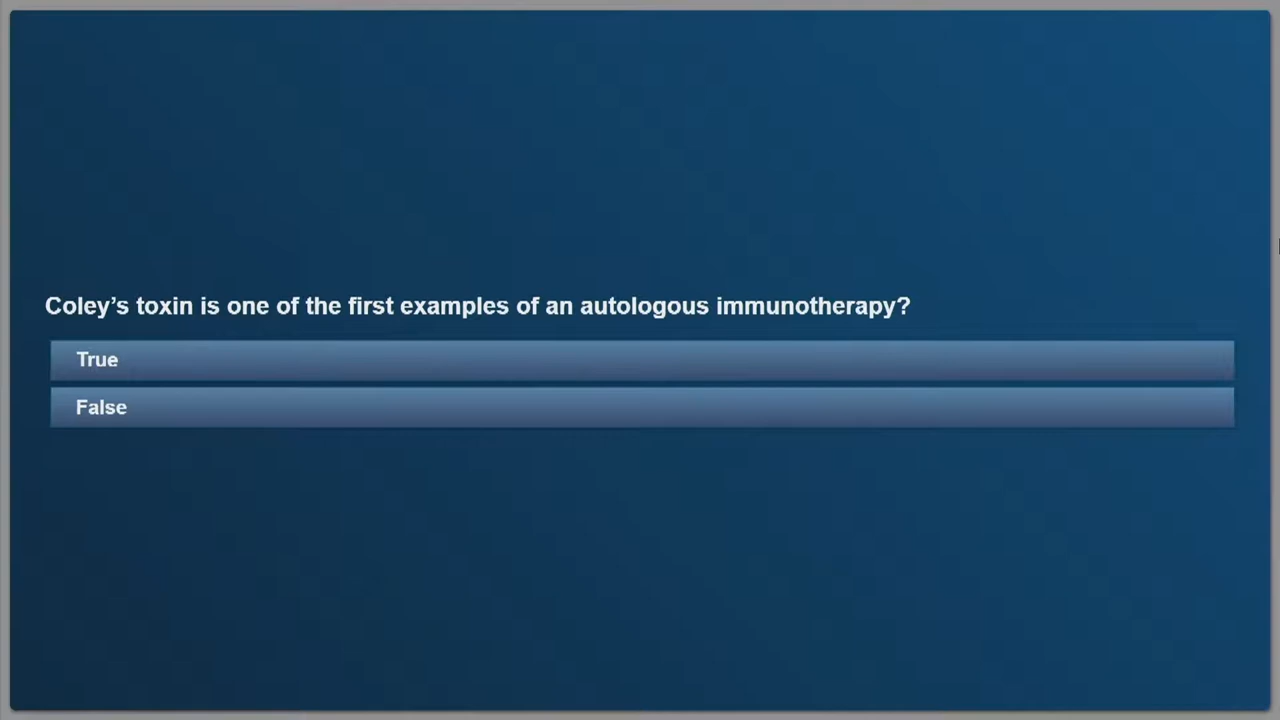 Coley’s toxin is one of the first examples of an autologous immunotherapy?
True
False